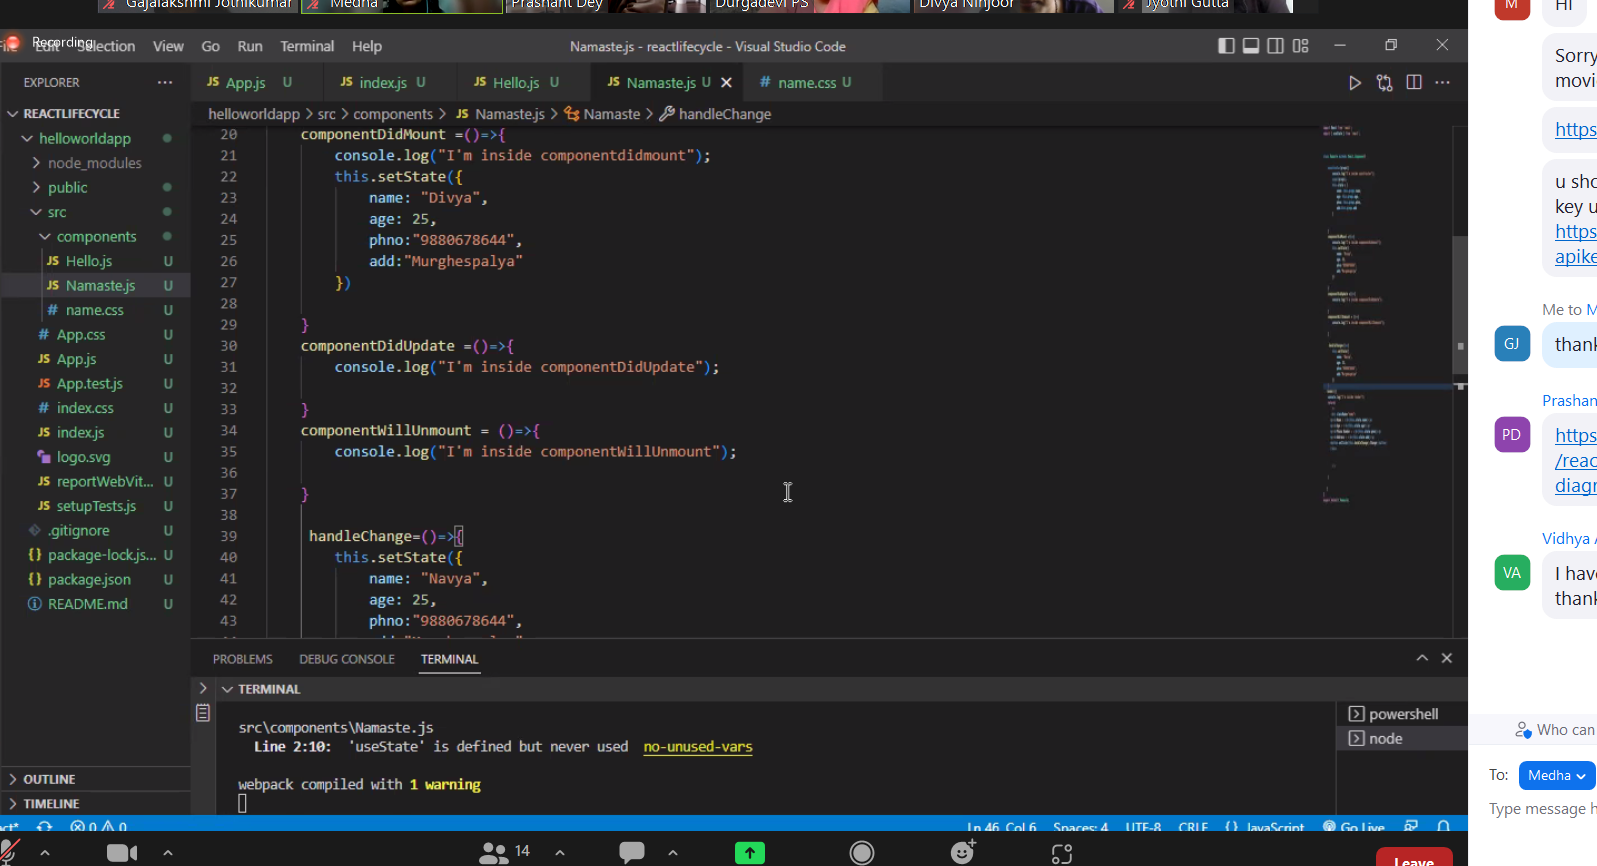 Gajalakshmi Jothikumar Medha Prashant Dey Durgadevi PS Divya Ninjoor Jyothi Gutta
Recording
Selection View Go Run Terminal Help
Namaste.js - reactlifecycle - Visual Studio Code
EXPLORER ···
REACTLIFECYCLE
helloworldapp
node_modules
public
src
components
JS Hello.js U
JS Namaste.js U
# name.css U
# App.css U
JS App.js U
JS App.test.js U
# index.css U
JS index.js U
logo.svg U
JS reportWebVit... U
JS setupTests.js U
.gitignore U
{} package-lock.js... U
{} package.json U
README.md U
OUTLINE
TIMELINE
JS App.js U JS index.js U JS Hello.js U JS Namaste.js U # name.css U
helloworldapp > src > components > JS Namaste.js > Namaste > handleChange
20 componentDidMount =()=>{
21 console.log("I'm inside componentdidmount");
22 this.setState({
23 name: "Divya",
24 age: 25,
25 phno:"9880678644",
26 add:"Murghespalya"
27 })
28
29 }
30 componentDidUpdate =()=>{
31 console.log("I'm inside componentDidUpdate");
32
33 }
34 componentWillUnmount = ()=>{
35 console.log("I'm inside componentWillUnmount");
36
37 }
38
39 handleChange=()=>{
40 this.setState({
41 name: "Navya",
42 age: 25,
43 phno:"9880678644",
PROBLEMS DEBUG CONSOLE TERMINAL
TERMINAL
src\components\Namaste.js
Line 2:10: 'useState' is defined but never used no-unused-vars
webpack compiled with 1 warning
powershell
node
0 0 Ln 46, Col 6 Spaces: 4 UTF-8 CRLF {} JavaScript Go Live
14
Leave
M
HI
Sorry
movi
https
u sho
key u
https
apike
Me to M
GJ
thank
Prashan
PD
https
/reac
diagr
Vidhya A
VA
I have
thank
Who can
To: Medha
Type message h